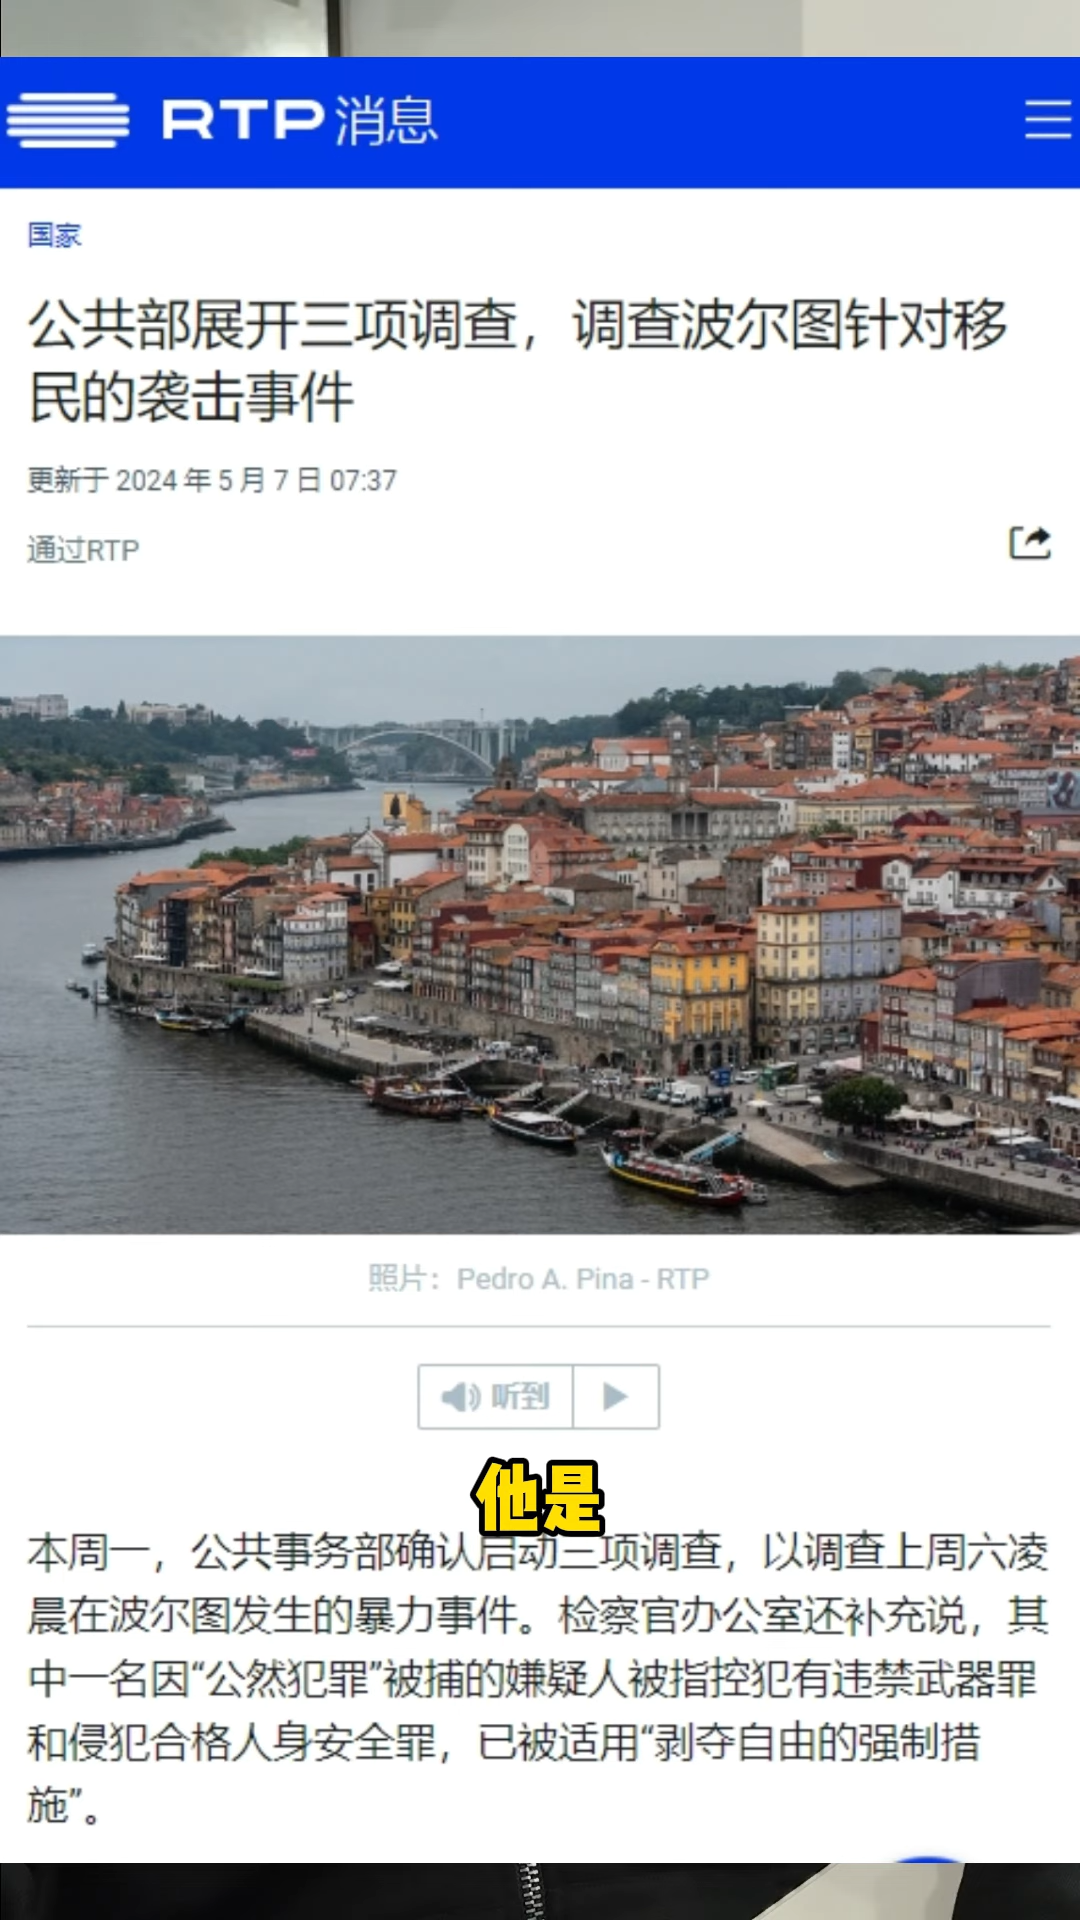 RTP消息
国家
公共部展开三项调查，调查波尔图针对移
民的袭击事件
更新于 2024 年 5 月 7 日 07:37
通过RTP
照片：Pedro A. Pina - RTP
听到
他是
本周一，公共事务部确认启动三项调查，以调查上周六凌
晨在波尔图发生的暴力事件。检察官办公室还补充说，其
中一名因“公然犯罪”被捕的嫌疑人被指控犯有违禁武器罪
和侵犯合格人身安全罪，已被适用“剥夺自由的强制措
施”。